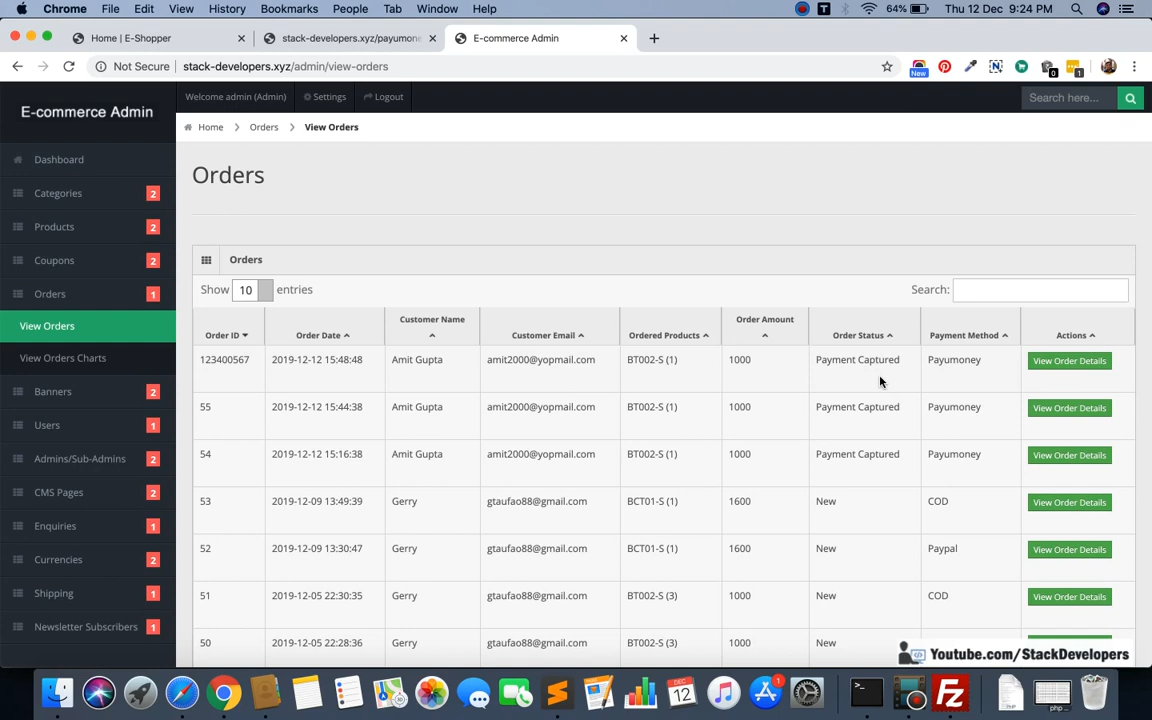 Chrome File Edit View History Bookmarks People Tab Window Help 64% Thu 12 Dec 9:24 PM
Home | E-Shopper stack-developers.xyz/payumone E-commerce Admin
Not Secure stack-developers.xyz/admin/view-orders New 0 1
E-commerce Admin Welcome admin (Admin) Settings Logout Search here...
Home Orders View Orders
Dashboard
Categories 2
Products 2
Coupons 2
Orders 1
View Orders
View Orders Charts
Banners 2
Users 1
Admins/Sub-Admins 2
CMS Pages 2
Enquiries 1
Currencies 2
Shipping 1
Newsletter Subscribers 1
Orders
Orders
Show 10 entries Search:
Order ID Order Date Customer Name Customer Email Ordered Products Order Amount Order Status Payment Method Actions
123400567 2019-12-12 15:48:48 Amit Gupta amit2000@yopmail.com BT002-S (1) 1000 Payment Captured Payumoney View Order Details
55 2019-12-12 15:44:38 Amit Gupta amit2000@yopmail.com BT002-S (1) 1000 Payment Captured Payumoney View Order Details
54 2019-12-12 15:16:38 Amit Gupta amit2000@yopmail.com BT002-S (1) 1000 Payment Captured Payumoney View Order Details
53 2019-12-09 13:49:39 Gerry gtaufao88@gmail.com BCT01-S (1) 1600 New COD View Order Details
52 2019-12-09 13:30:47 Gerry gtaufao88@gmail.com BCT01-S (1) 1600 New Paypal View Order Details
51 2019-12-05 22:30:35 Gerry gtaufao88@gmail.com BT002-S (3) 1000 New COD View Order Details
50 2019-12-05 22:28:36 Gerry gtaufao88@gmail.com BT002-S (3) 1000 New
Youtube.com/StackDevelopers
DEC 12 1 PHP php